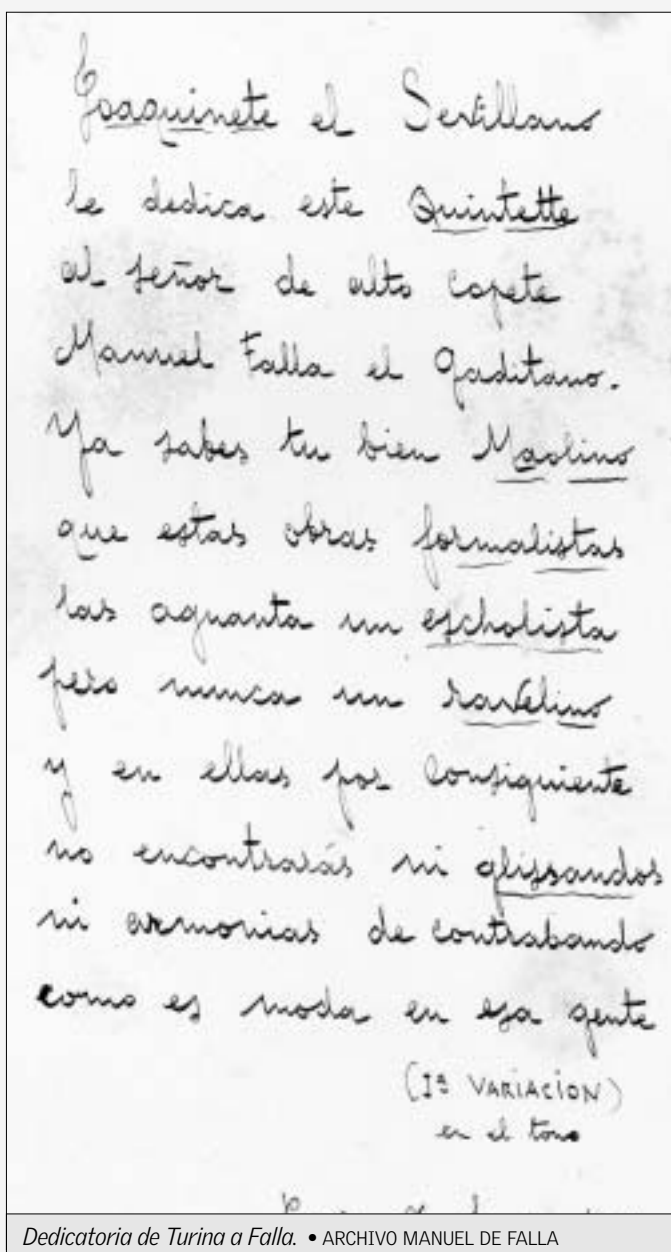 Joaquinete el Sevillano
le dedica este Quintette
al señor de alto copete
Manuel Falla el Gaditano.
Ya sabes tu bien Maolino
que estas obras formalistas
las aguanta un escholista
pero nunca un ravelino
y en ellas por consiguiente
no encontrarás ni glissandos
ni armonias de contrabando
como es moda en esa gente
(Iª VARIACION)
en el tono
Dedicatoria de Turina a Falla. • ARCHIVO MANUEL DE FALLA